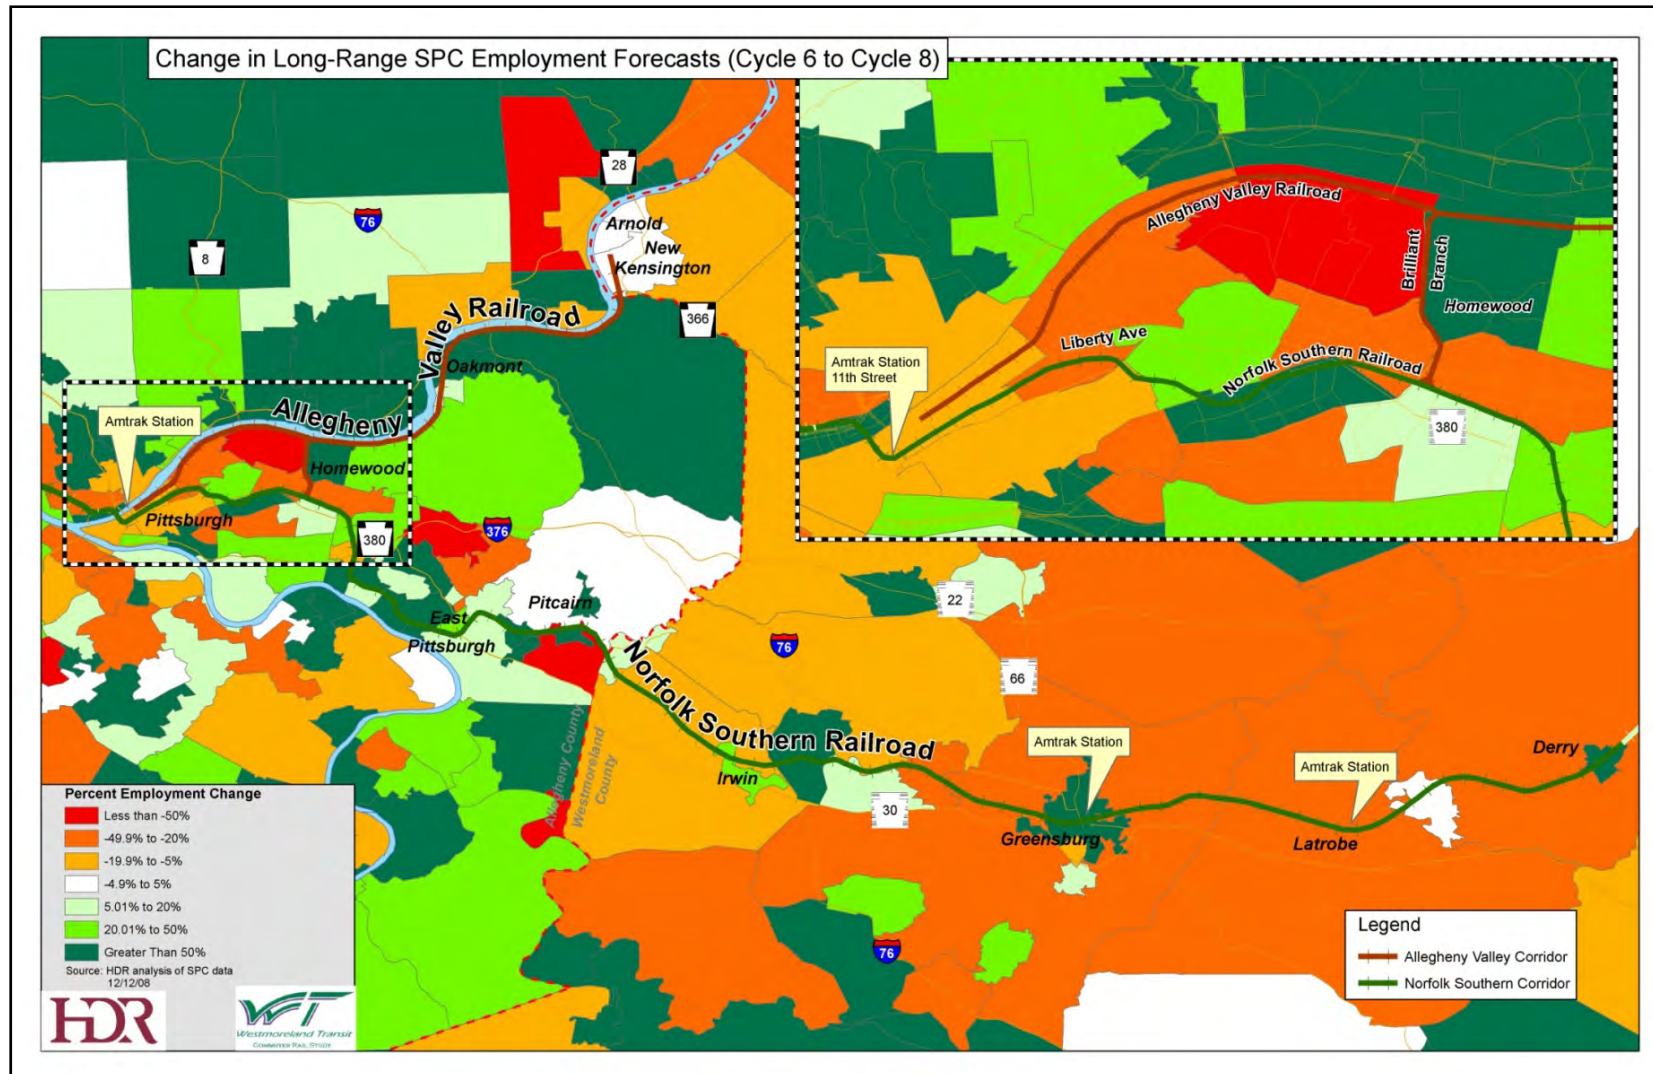 Change in Long-Range SPC Employment Forecasts (Cycle 6 to Cycle 8)
28
76
8
Arnold
New
Kensington
366
Valley Railroad
Oakmont
Allegheny
Amtrak Station
Homewood
Pittsburgh
380
376
Pitcairn
East
Pittsburgh
22
76
66
Norfolk Southern Railroad
Allegheny County
Westmoreland
County
Irwin
30
Amtrak Station
Greensburg
Amtrak Station
Latrobe
Derry
76
Allegheny Valley Railroad
Brilliant
Branch
Homewood
Liberty Ave
Norfolk Southern Railroad
Amtrak Station
11th Street
380
Percent Employment Change
Less than -50%
-49.9% to -20%
-19.9% to -5%
-4.9% to 5%
5.01% to 20%
20.01% to 50%
Greater Than 50%
Source: HDR analysis of SPC data
12/12/08
HDR
WCT
Westmoreland Transit
Commuter Rail Study
Legend
Allegheny Valley Corridor
Norfolk Southern Corridor